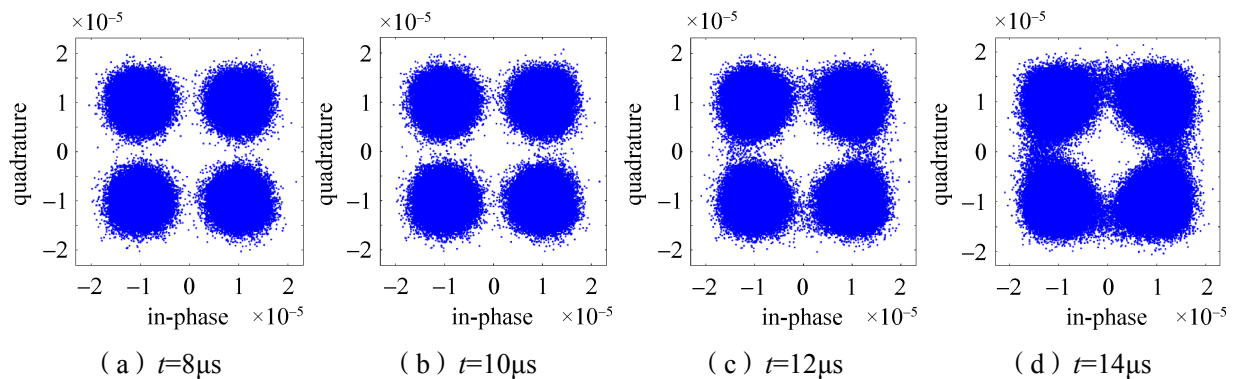 ×10⁻⁵ ×10⁻⁵ ×10⁻⁵ ×10⁻⁵
2 2 2 2
1 1 1 1
0 0 0 0
−1 −1 −1 −1
−2 −2 −2 −2
quadrature quadrature quadrature quadrature
−2 −1 0 1 2 −2 −1 0 1 2 −2 −1 0 1 2 −2 −1 0 1 2
in-phase ×10⁻⁵ in-phase ×10⁻⁵ in-phase ×10⁻⁵ in-phase ×10⁻⁵
（a）t=8μs （b）t=10μs （c）t=12μs （d）t=14μs